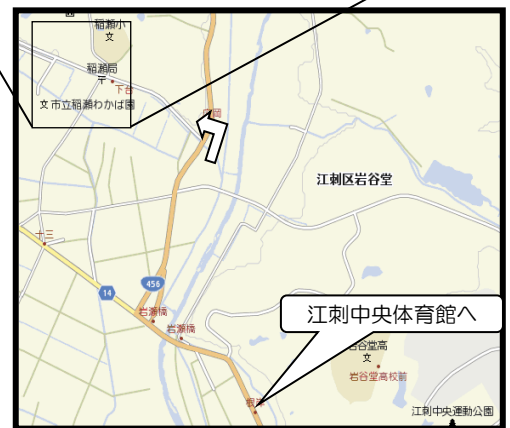 稲瀬小
文
稲瀬局
〒
下台
文市立稲瀬わかば園
江刺区岩谷堂
十三
456
14
岩瀬橋
岩瀬橋
江刺中央体育館へ
岩谷堂高
文
岩谷堂高校前
江刺中央運動公園